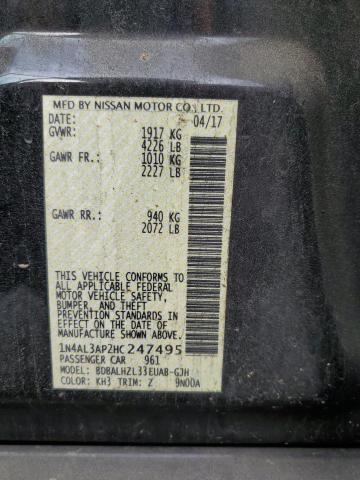 MFD BY NISSAN MOTOR CO., LTD.
DATE: 04/17
GVWR: 1917 KG
4226 LB
GAWR FR.: 1010 KG
2227 LB
GAWR RR.: 940 KG
2072 LB
THIS VEHICLE CONFORMS TO
ALL APPLICABLE FEDERAL
MOTOR VEHICLE SAFETY,
BUMPER, AND THEFT
PREVENTION STANDARDS IN
EFFECT ON THE DATE OF
MANUFACTURE SHOWN ABOVE.
1N4AL3AP2HC247495
PASSENGER CAR 961
MODEL: BDBALHZL33EUAB-GJH
COLOR: KH3 TRIM: Z 9N00A